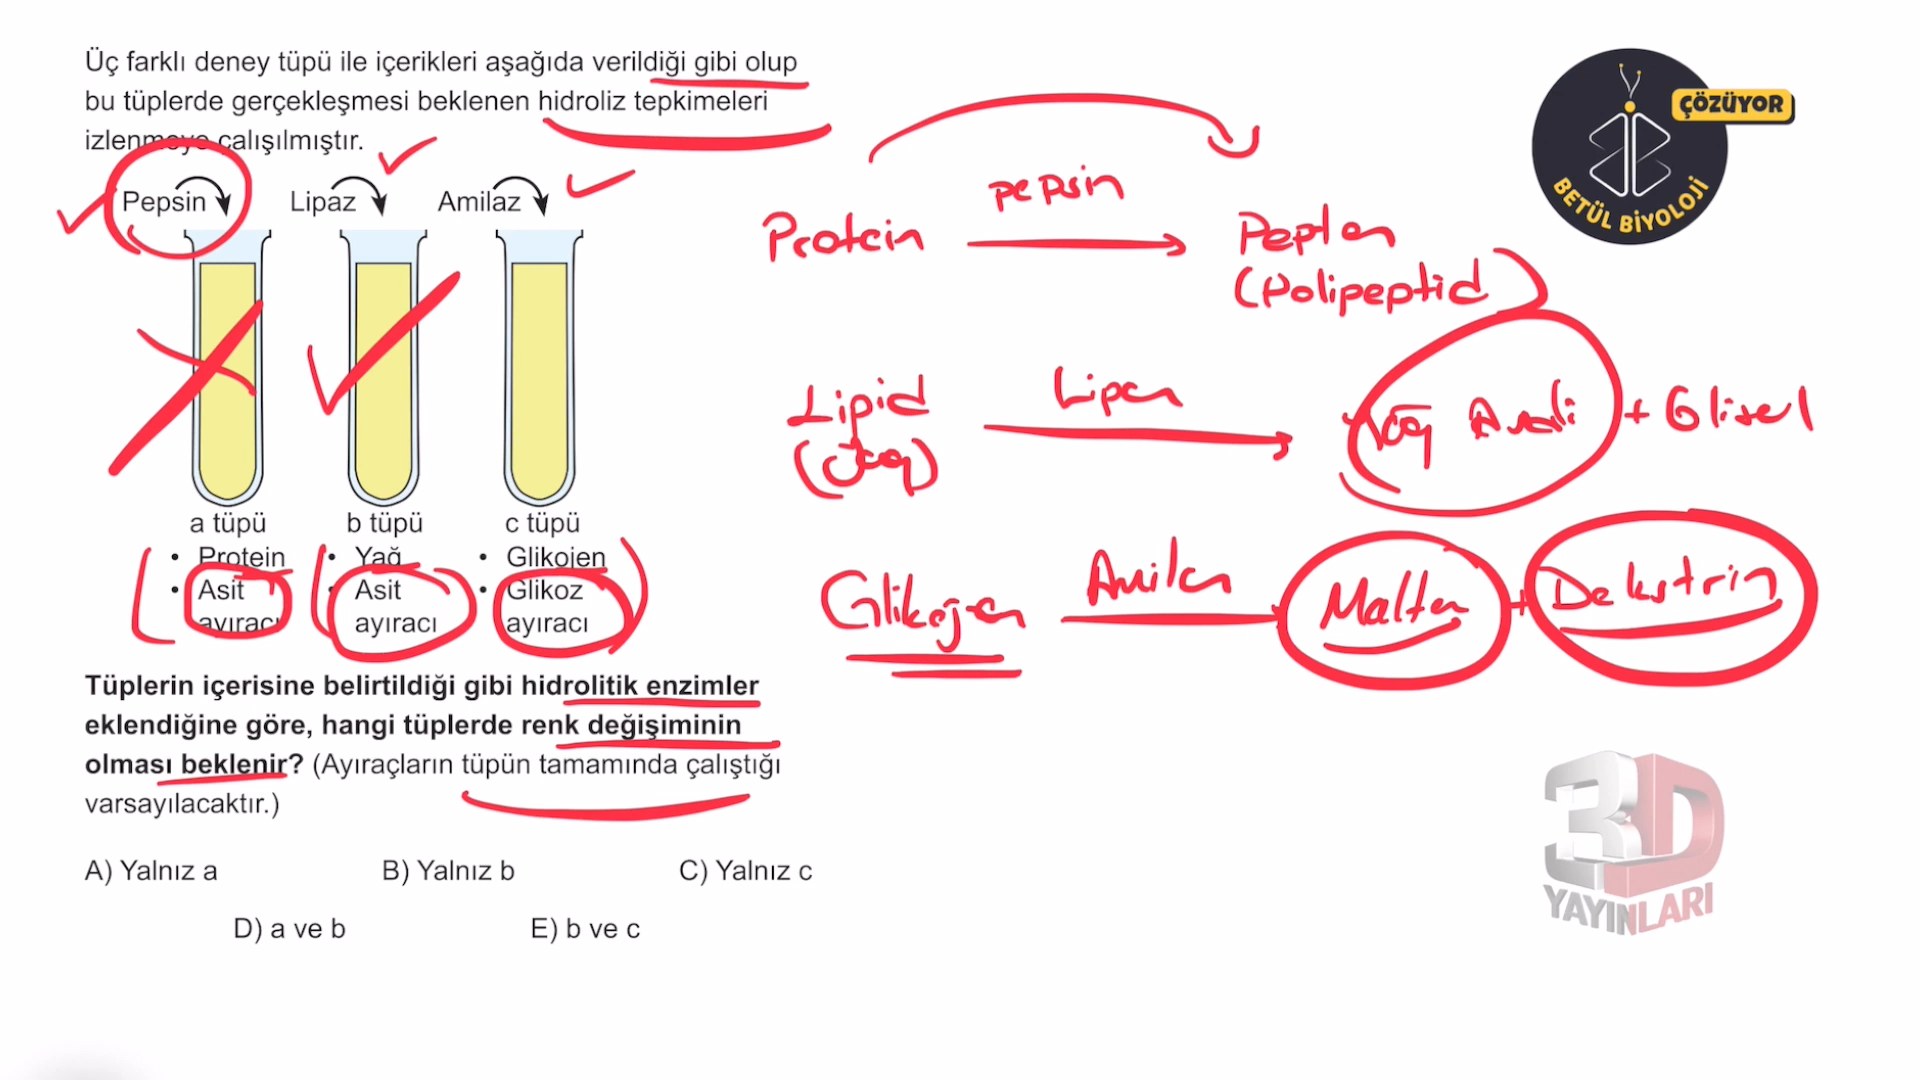 Üç farklı deney tüpü ile içerikleri aşağıda verildiği gibi olup
bu tüplerde gerçekleşmesi beklenen hidroliz tepkimeleri
izlenmeye çalışılmıştır.
Pepsin Lipaz Amilaz
a tüpü b tüpü c tüpü
• Protein • Yağ • Glikojen
• Asit • Asit • Glikoz
ayıracı ayıracı ayıracı
Tüplerin içerisine belirtildiği gibi hidrolitik enzimler
eklendiğine göre, hangi tüplerde renk değişiminin
olması beklenir? (Ayıraçların tüpün tamamında çalıştığı
varsayılacaktır.)
A) Yalnız a B) Yalnız b C) Yalnız c
D) a ve b E) b ve c
pepsin
Protein Pepton
(Polipeptid)
Lipaz
Lipid Yağ Asidi + Gliserol
(Yağ)
Amilaz
Glikojen Maltoz + Dekstrin
ÇÖZÜYOR
BETÜL BİYOLOJİ
3D
YAYINLARI